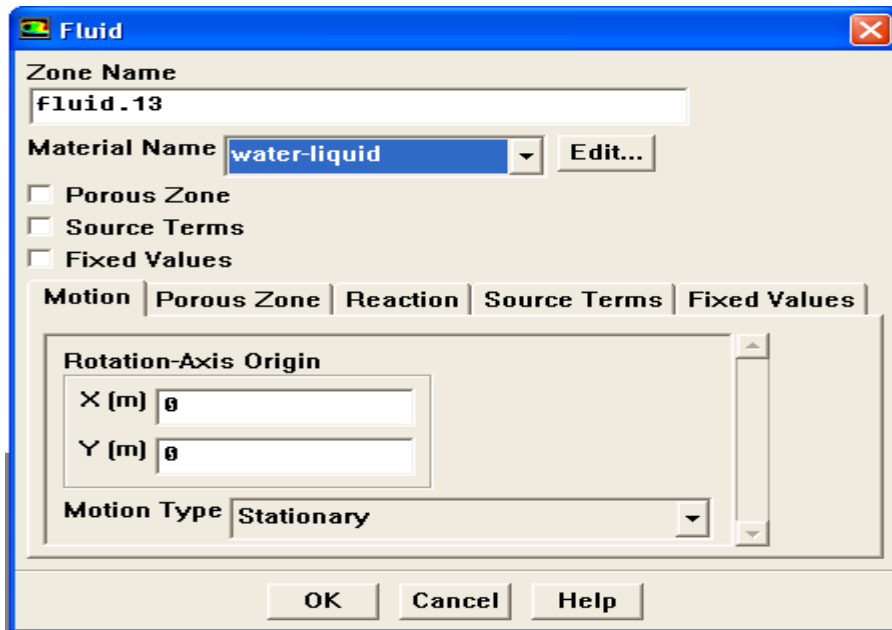 Fluid
Zone Name
fluid.13
Material Name water-liquid Edit...
Porous Zone
Source Terms
Fixed Values
Motion Porous Zone Reaction Source Terms Fixed Values
Rotation-Axis Origin
X (m) 0
Y (m) 0
Motion Type Stationary
OK Cancel Help